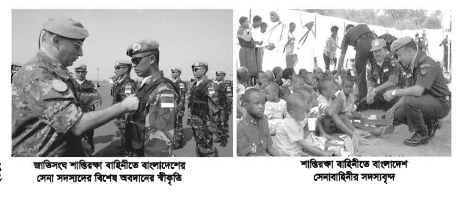 জাতিসংঘ শান্তিরক্ষা বাহিনীতে বাংলাদেশের
সেনা সদস্যদের বিশেষ অবদানের স্বীকৃতি
শান্তিরক্ষা বাহিনীতে বাংলাদেশ
সেনাবাহিনীর সদস্যবৃন্দ